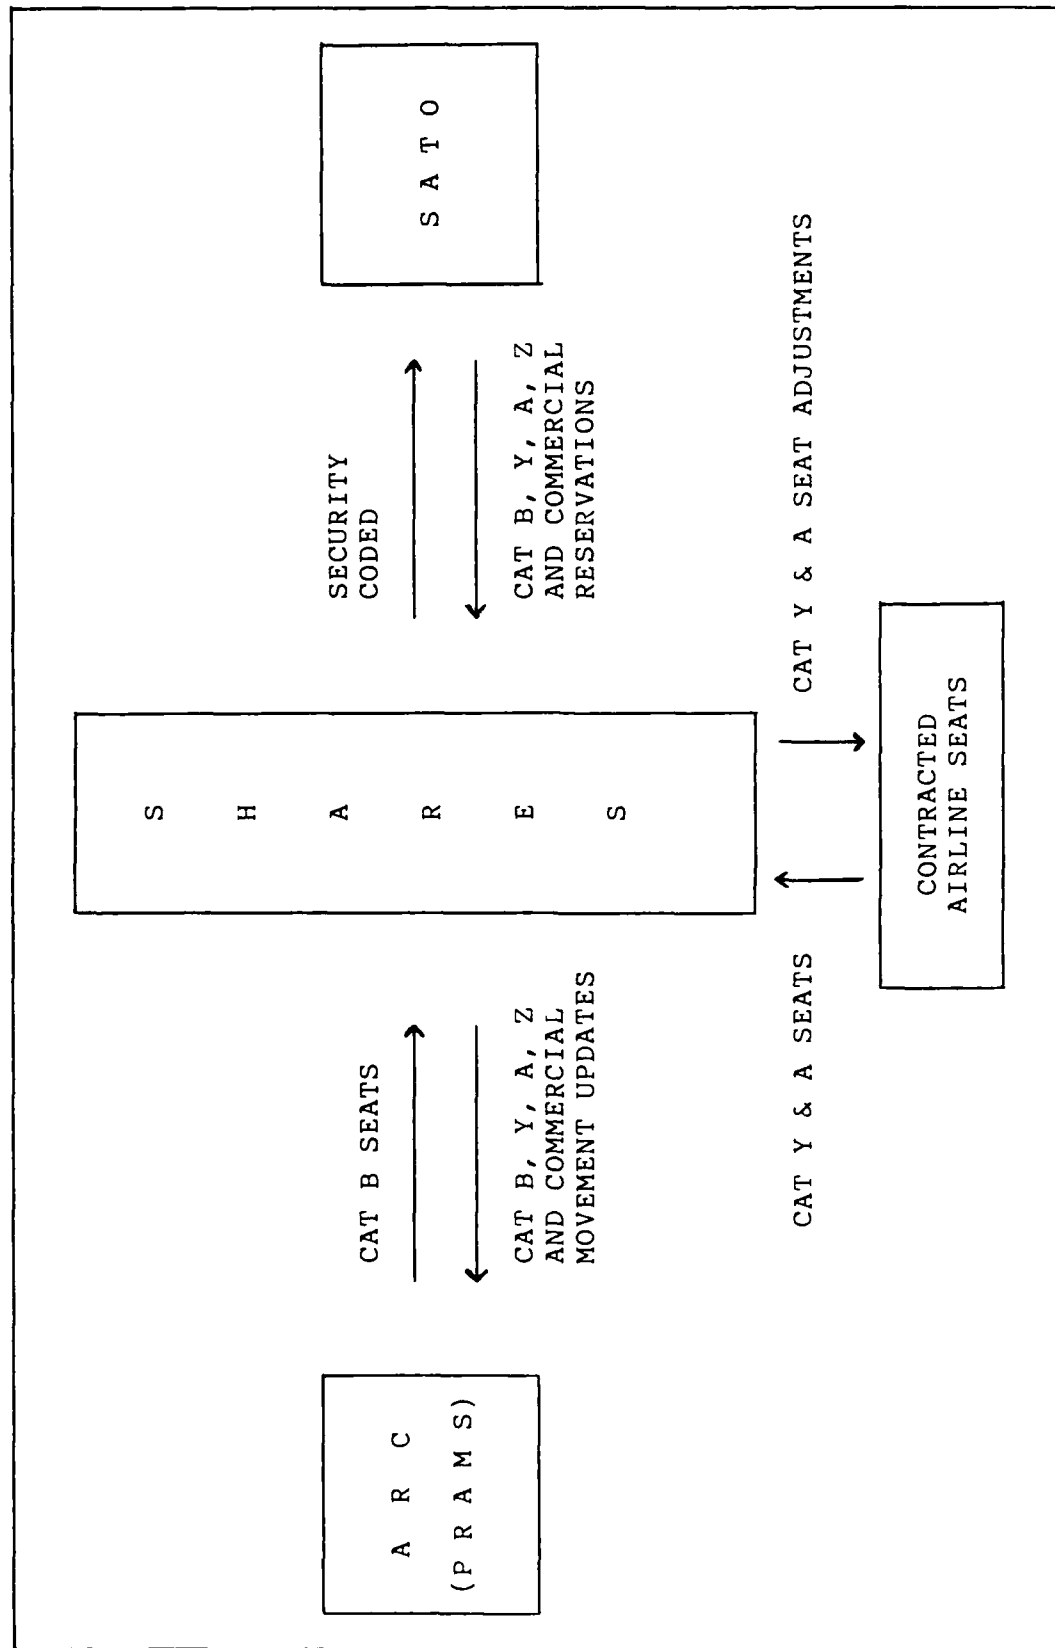 S H A R E S
A R C
(P R A M S)
CAT B SEATS
CAT B, Y, A, Z
AND COMMERCIAL
MOVEMENT UPDATES
SECURITY
CODED
CAT B, Y, A, Z
AND COMMERCIAL
RESERVATIONS
S A T O
CAT Y & A SEATS
CAT Y & A SEAT ADJUSTMENTS
CONTRACTED
AIRLINE SEATS